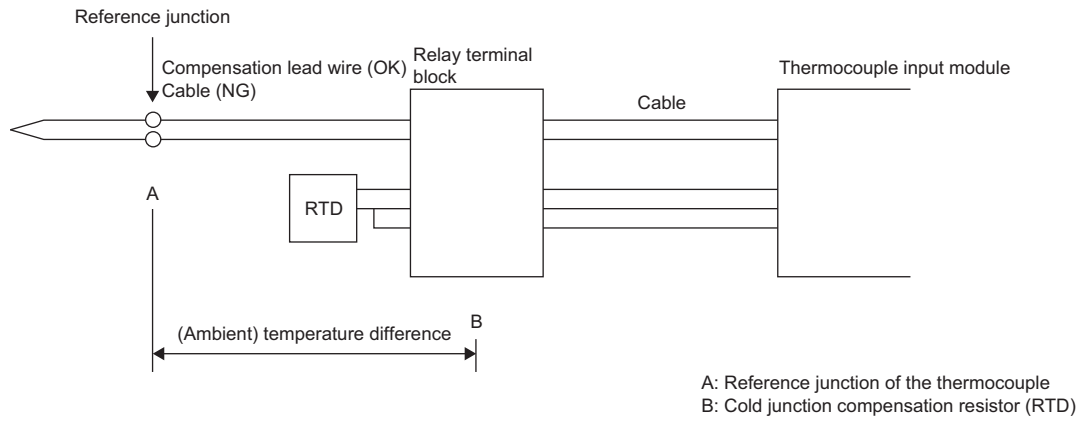 Reference junction
Compensation lead wire (OK)
Cable (NG)
Relay terminal
block
Thermocouple input module
Cable
A
RTD
B
(Ambient) temperature difference
A: Reference junction of the thermocouple
B: Cold junction compensation resistor (RTD)